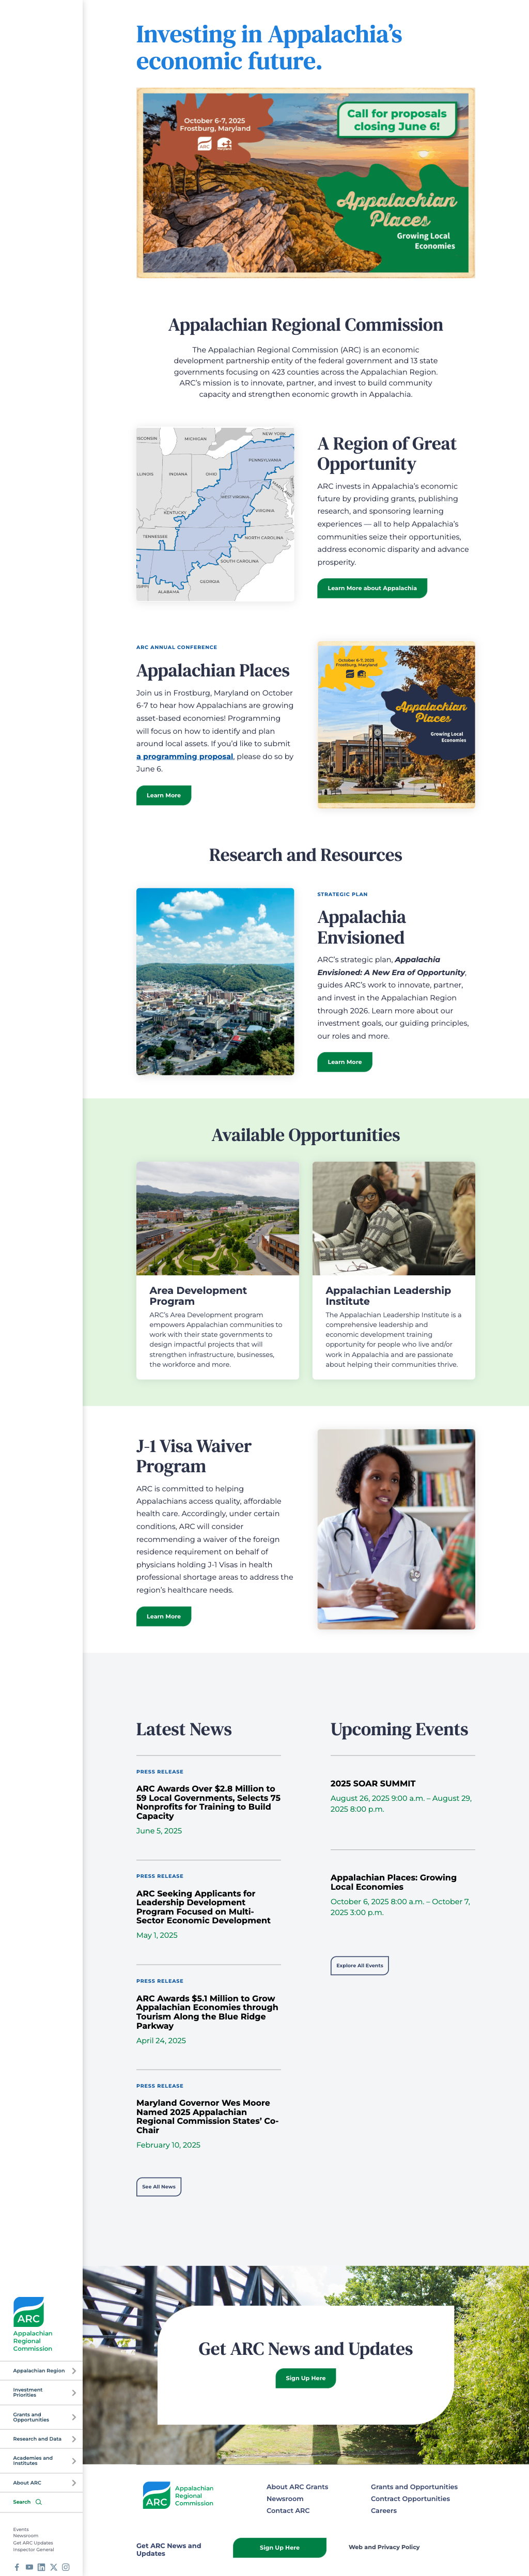 Investing in Appalachia’s
economic future.
October 6-7, 2025
Frostburg, Maryland
ARC
Call for proposals
closing June 6!
Appalachian
Places
Growing Local
Economies
Appalachian Regional Commission
The Appalachian Regional Commission (ARC) is an economic
development partnership entity of the federal government and 13 state
governments focusing on 423 counties across the Appalachian Region.
ARC’s mission is to innovate, partner, and invest to build community
capacity and strengthen economic growth in Appalachia.
MICHIGAN
NEW YORK
PENNSYLVANIA
INDIANA
OHIO
WEST VIRGINIA
VIRGINIA
KENTUCKY
TENNESSEE
NORTH CAROLINA
SOUTH CAROLINA
GEORGIA
ALABAMA
A Region of Great
Opportunity
ARC invests in Appalachia’s economic
future by providing grants, publishing
research, and sponsoring learning
experiences — all to help Appalachia’s
communities seize their opportunities,
address economic disparity and advance
prosperity.
Learn More about Appalachia
ARC ANNUAL CONFERENCE
Appalachian Places
Join us in Frostburg, Maryland on October
6-7 to hear how Appalachians are growing
asset-based economies! Programming
will focus on how to identify and plan
around local assets. If you’d like to submit
a programming proposal, please do so by
June 6.
Learn More
October 6-7, 2025
Frostburg, Maryland
Appalachian
Places
Growing Local
Economies
Research and Resources
STRATEGIC PLAN
Appalachia
Envisioned
ARC’s strategic plan, Appalachia
Envisioned: A New Era of Opportunity,
guides ARC’s work to innovate, partner,
and invest in the Appalachian Region
through 2026. Learn more about our
investment goals, our guiding principles,
our roles and more.
Learn More
Available Opportunities
Area Development
Program
ARC’s Area Development program
empowers Appalachian communities to
work with their state governments to
design impactful projects that will
strengthen infrastructure, businesses,
the workforce and more.
Appalachian Leadership
Institute
The Appalachian Leadership Institute is a
comprehensive leadership and
economic development training
opportunity for people who live and/or
work in Appalachia and are passionate
about helping their communities thrive.
J-1 Visa Waiver
Program
ARC is committed to helping
Appalachians access quality, affordable
health care. Accordingly, under certain
conditions, ARC will consider
recommending a waiver of the foreign
residence requirement on behalf of
physicians holding J-1 Visas in health
professional shortage areas to address the
region’s healthcare needs.
Learn More
Latest News
PRESS RELEASE
ARC Awards Over $2.8 Million to
59 Local Governments, Selects 75
Nonprofits for Training to Build
Capacity
June 5, 2025
PRESS RELEASE
ARC Seeking Applicants for
Leadership Development
Program Focused on Multi-
Sector Economic Development
May 1, 2025
PRESS RELEASE
ARC Awards $5.1 Million to Grow
Appalachian Economies through
Tourism Along the Blue Ridge
Parkway
April 24, 2025
PRESS RELEASE
Maryland Governor Wes Moore
Named 2025 Appalachian
Regional Commission States’ Co-
Chair
February 10, 2025
See All News
Upcoming Events
2025 SOAR SUMMIT
August 26, 2025 9:00 a.m. – August 29,
2025 8:00 p.m.
Appalachian Places: Growing
Local Economies
October 6, 2025 8:00 a.m. – October 7,
2025 3:00 p.m.
Explore All Events
Get ARC News and Updates
Sign Up Here
ARC
Appalachian
Regional
Commission
Appalachian Region
Investment
Priorities
Grants and
Opportunities
Research and Data
Academies and
Institutes
About ARC
Search
Events
Newsroom
Get ARC Updates
Inspector General
ARC
Appalachian
Regional
Commission
About ARC Grants
Newsroom
Contact ARC
Grants and Opportunities
Contract Opportunities
Careers
Get ARC News and
Updates
Sign Up Here
Web and Privacy Policy